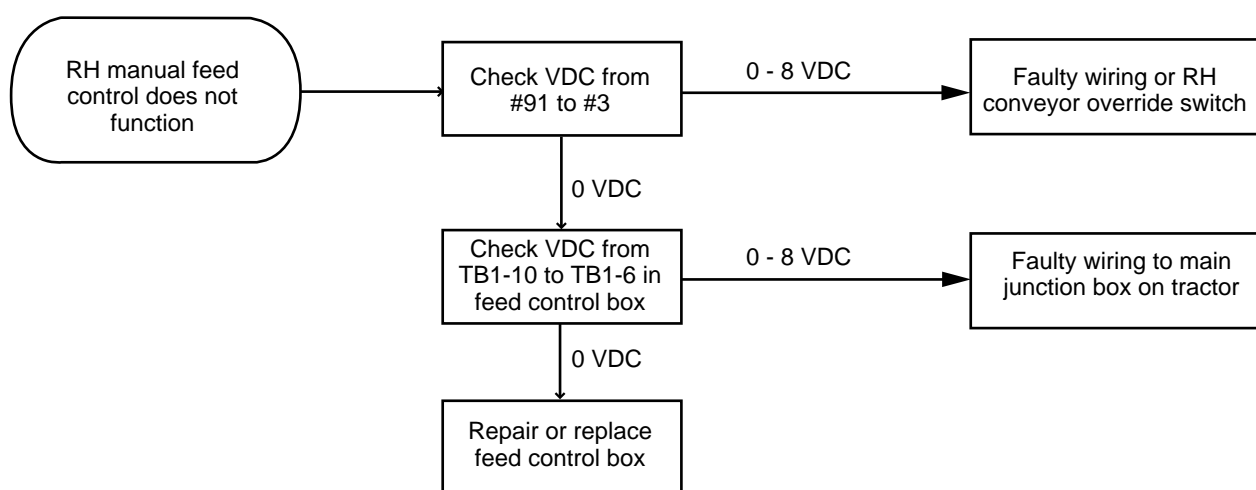 RH manual feed
control does not
function
Check VDC from
#91 to #3
0 - 8 VDC
Faulty wiring or RH
conveyor override switch
0 VDC
Check VDC from
TB1-10 to TB1-6 in
feed control box
0 - 8 VDC
Faulty wiring to main
junction box on tractor
0 VDC
Repair or replace
feed control box